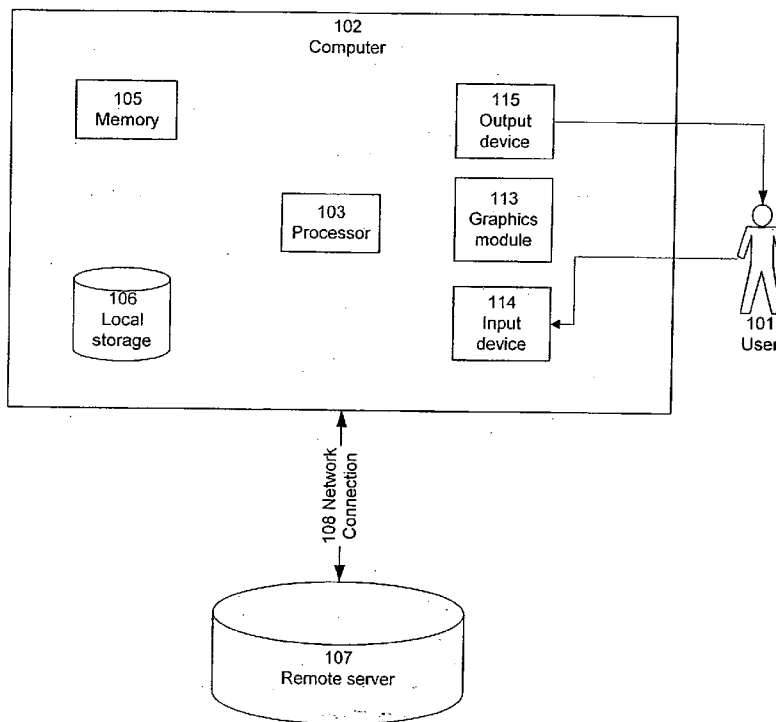 102
Computer
105
Memory
115
Output
device
103
Processor
113
Graphics
module
106
Local
storage
114
Input
device
101
User
108 Network
Connection
107
Remote server